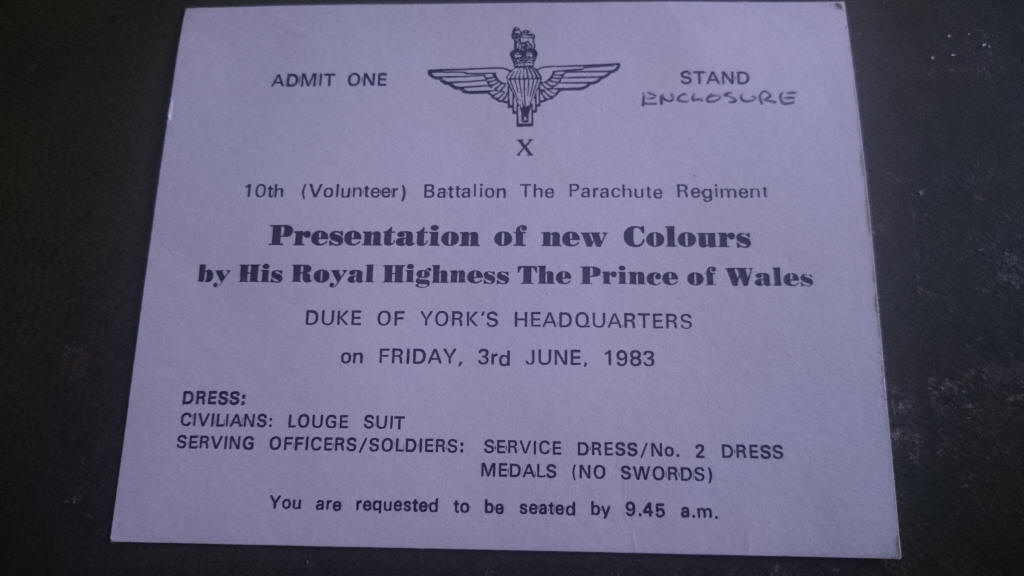 ADMIT ONE
STAND
ENCLOSURE
X
10th (Volunteer) Battalion The Parachute Regiment
Presentation of new Colours
by His Royal Highness The Prince of Wales
DUKE OF YORK'S HEADQUARTERS
on FRIDAY, 3rd JUNE, 1983
DRESS:
CIVILIANS: LOUGE SUIT
SERVING OFFICERS/SOLDIERS: SERVICE DRESS/No. 2 DRESS
MEDALS (NO SWORDS)
You are requested to be seated by 9.45 a.m.